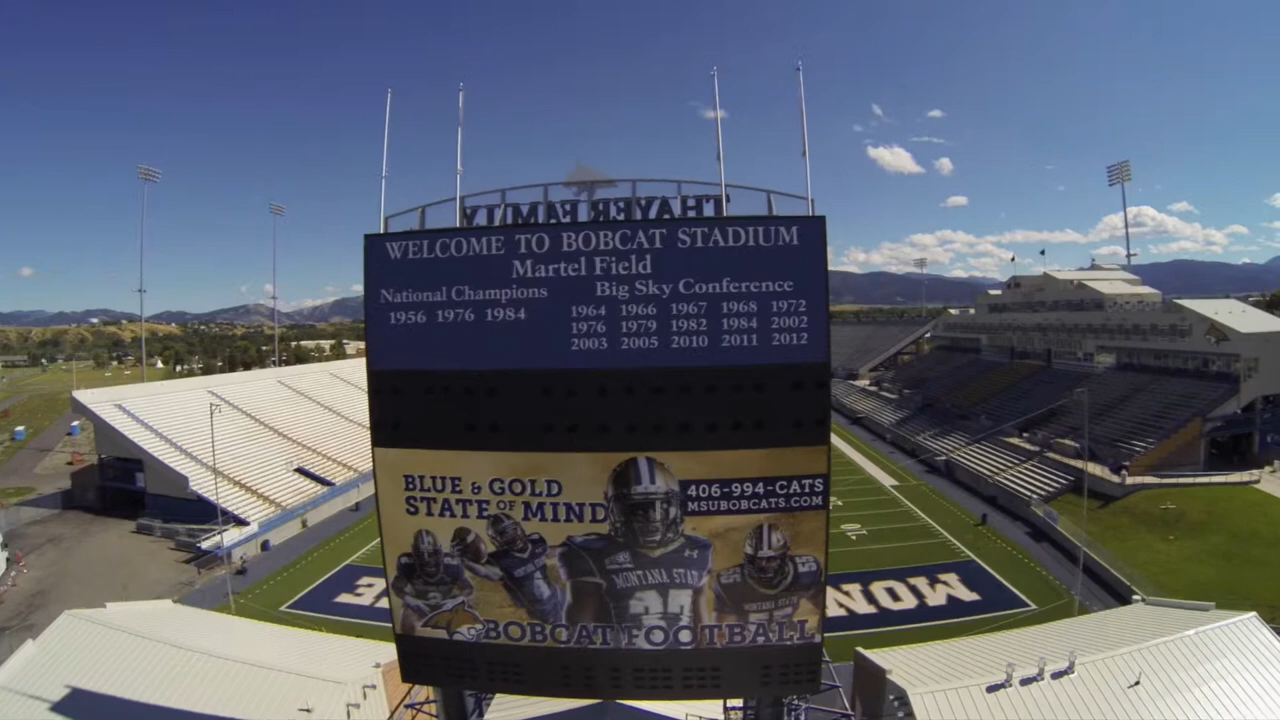 THAYER FAMILY
WELCOME TO BOBCAT STADIUM
Martel Field
National Champions
1956 1976 1984
Big Sky Conference
1964 1966 1967 1968 1972
1976 1979 1982 1984 2002
2003 2005 2010 2011 2012
BLUE & GOLD
STATE OF MIND
406-994-CATS
MSUBOBCATS.COM
MONTANA STATE
BOBCAT FOOTBALL
10
MON